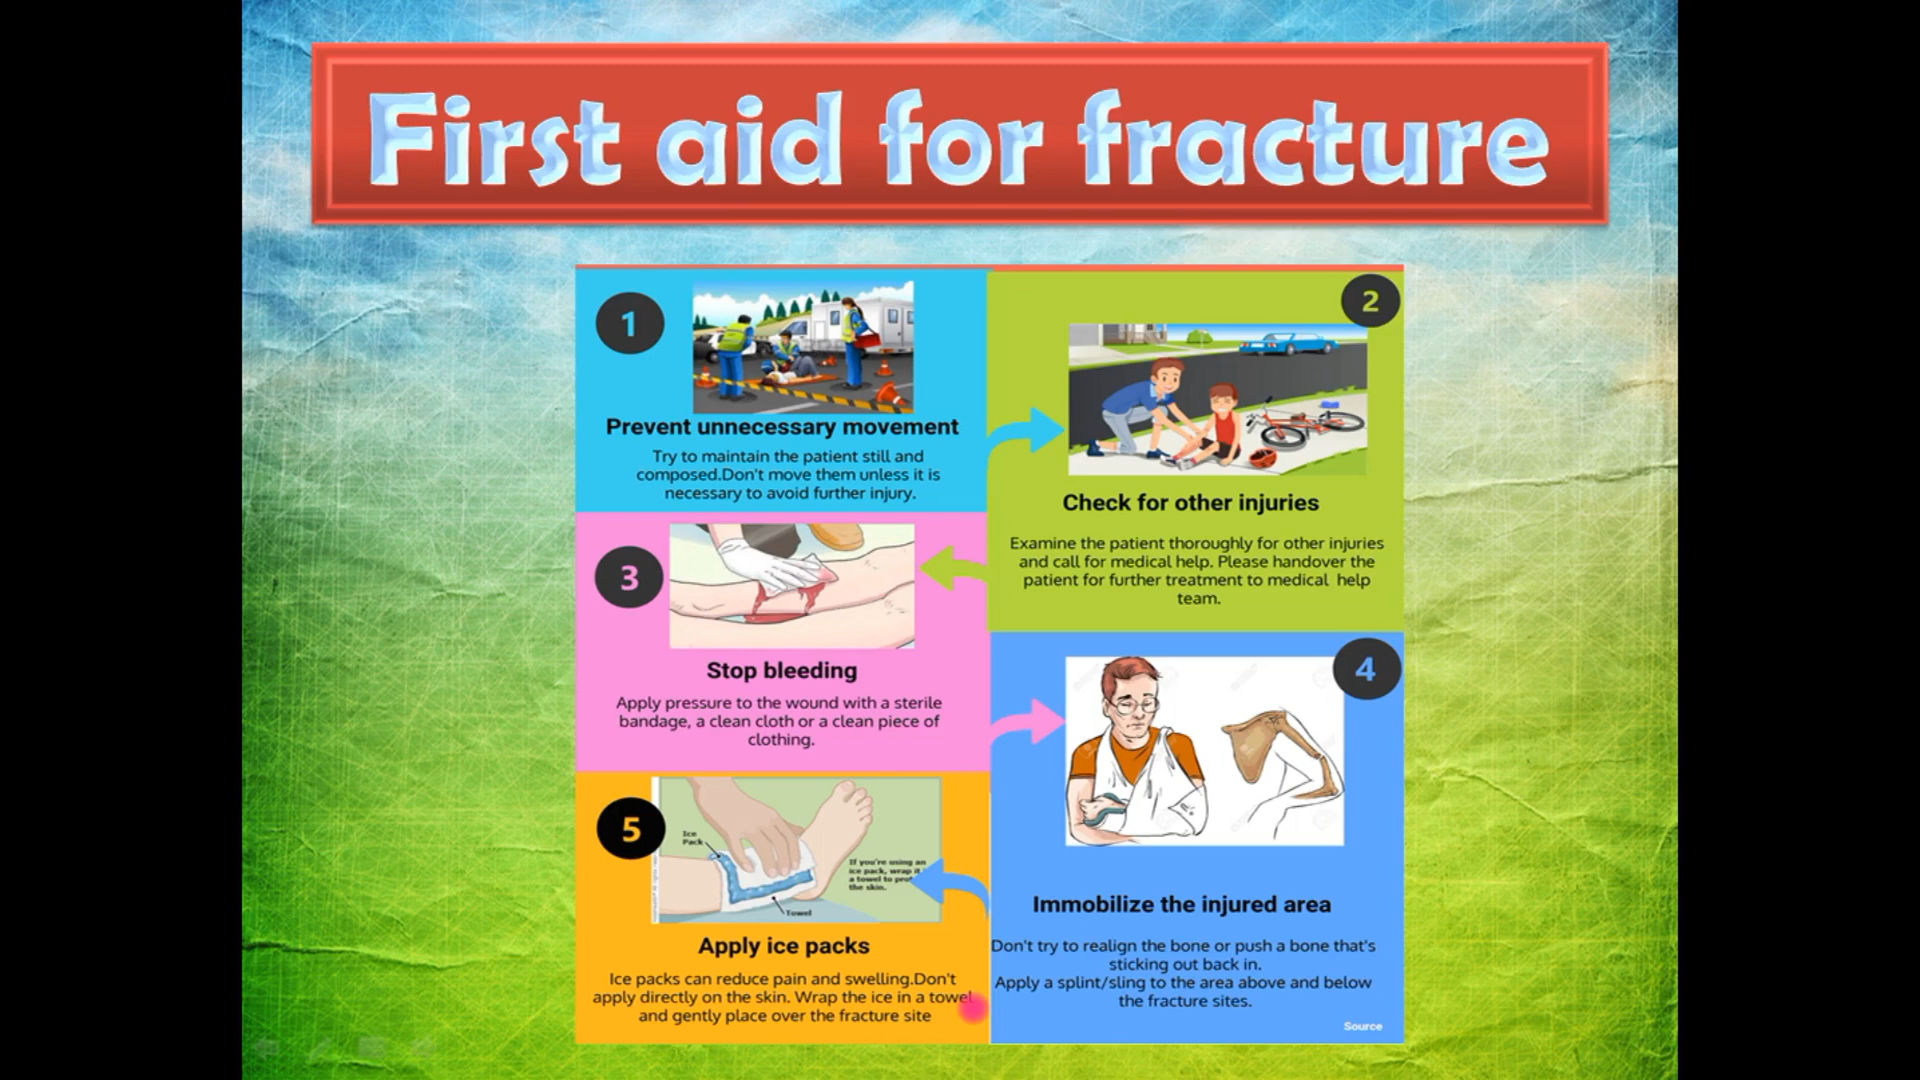 First aid for fracture
1
Prevent unnecessary movement
Try to maintain the patient still and
composed.Don't move them unless it is
necessary to avoid further injury.
2
Check for other injuries
Examine the patient thoroughly for other injuries
and call for medical help. Please handover the
patient for further treatment to medical help
team.
3
Stop bleeding
Apply pressure to the wound with a sterile
bandage, a clean cloth or a clean piece of
clothing.
4
Immobilize the injured area
Don't try to realign the bone or push a bone that's
sticking out back in.
Apply a splint/sling to the area above and below
the fracture sites.
Source
5
Ice
Pack
If you're using an
ice pack, wrap it
a towel to
the skin.
Towel
Apply ice packs
Ice packs can reduce pain and swelling.Don't
apply directly on the skin. Wrap the ice in a towel
and gently place over the fracture site